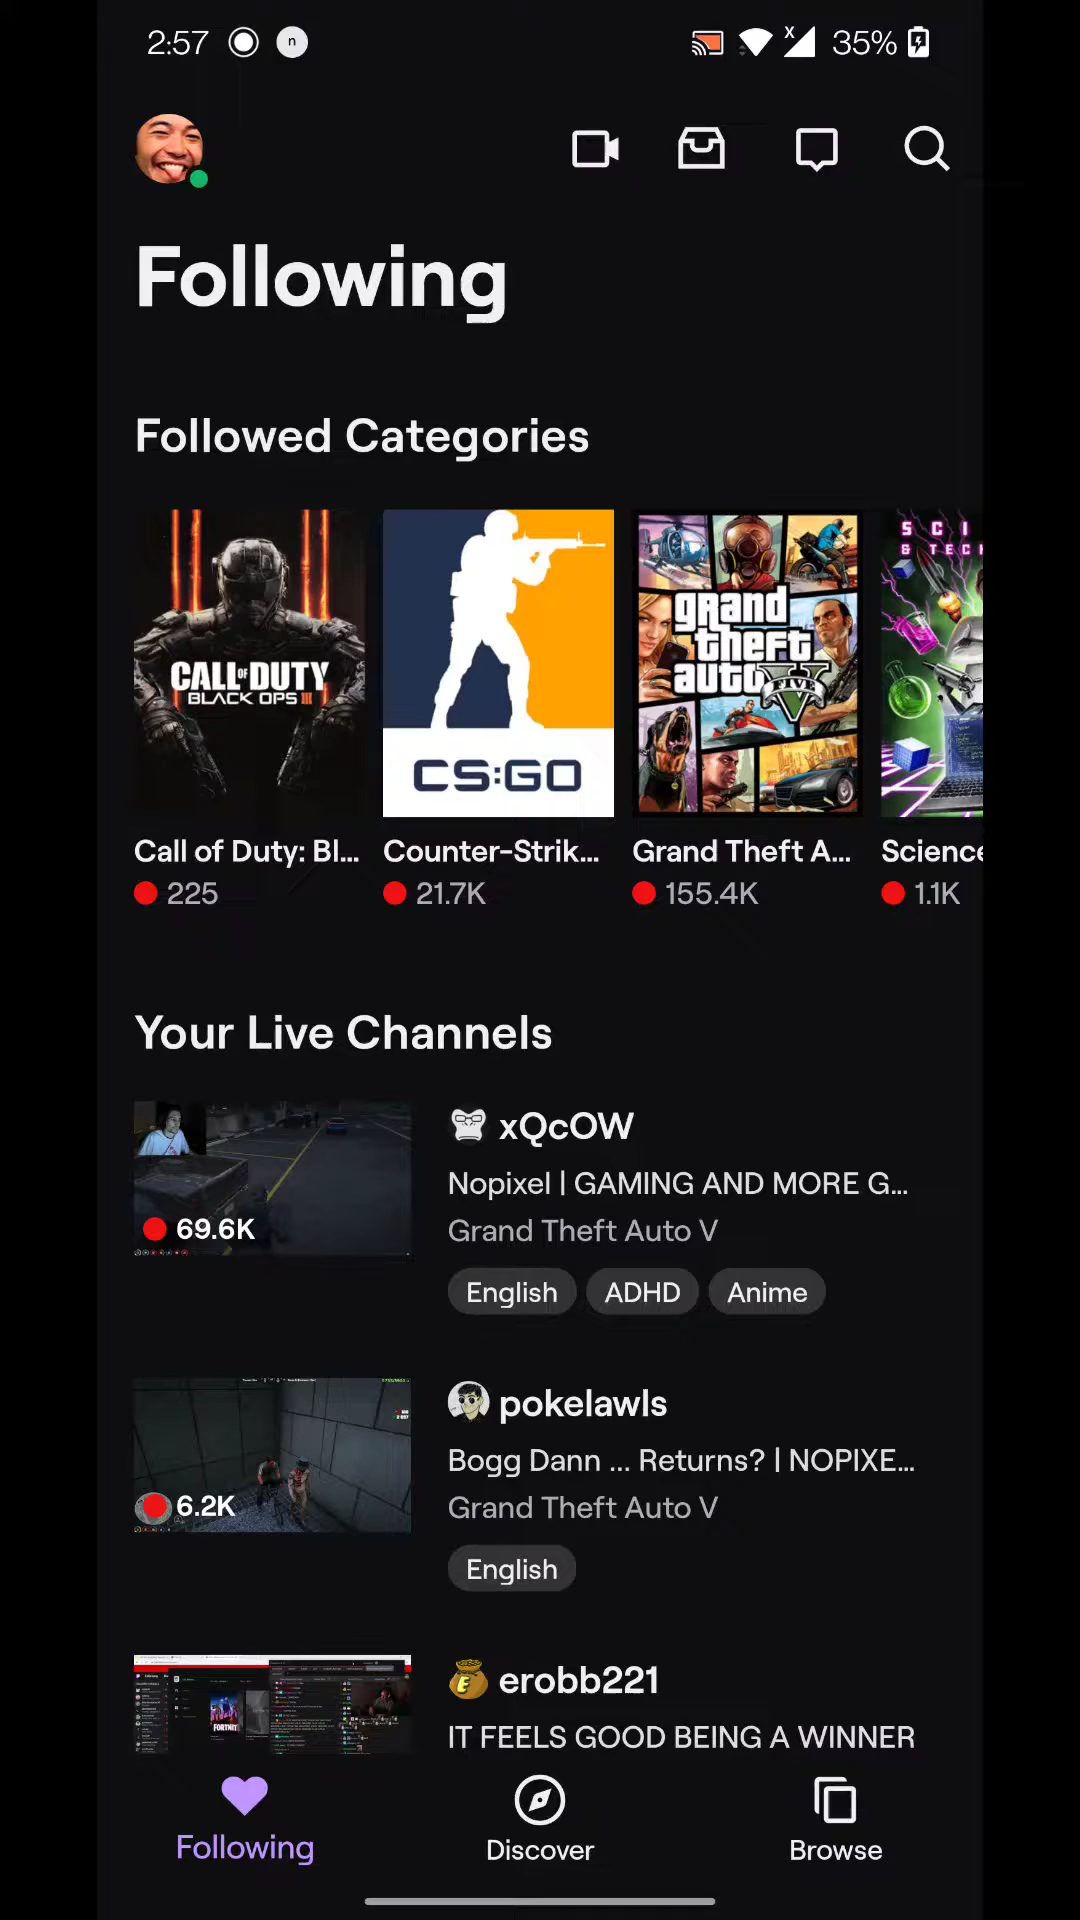 2:57 n x 35%
Following
Followed Categories
SCI
& TECH
CALL OF DUTY
BLACK OPS III
CS:GO
grand
theft
auto
FIVE
Call of Duty: Bl...
Counter-Strik...
Grand Theft A...
Science
225
21.7K
155.4K
1.1K
Your Live Channels
xQcOW
Nopixel | GAMING AND MORE G...
Grand Theft Auto V
69.6K
English ADHD Anime
pokelawls
Bogg Dann ... Returns? | NOPIXE...
Grand Theft Auto V
6.2K
English
E
erobb221
IT FEELS GOOD BEING A WINNER
FORTNIT
Following
Discover
Browse